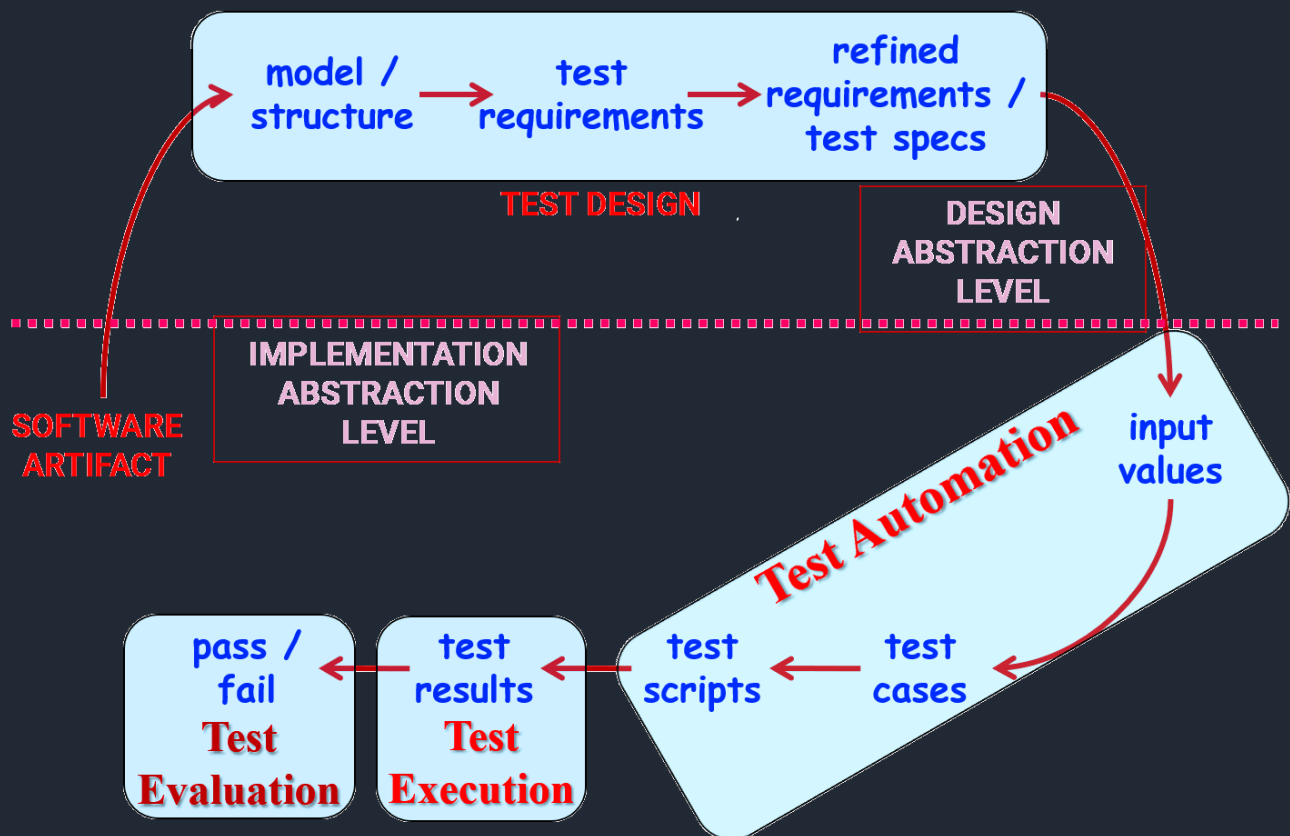 model /
structure
test
requirements
refined
requirements /
test specs
TEST DESIGN
DESIGN
ABSTRACTION
LEVEL
IMPLEMENTATION
ABSTRACTION
LEVEL
SOFTWARE
ARTIFACT
input
values
Test Automation
test
cases
test
scripts
test
results
Test
Execution
pass /
fail
Test
Evaluation